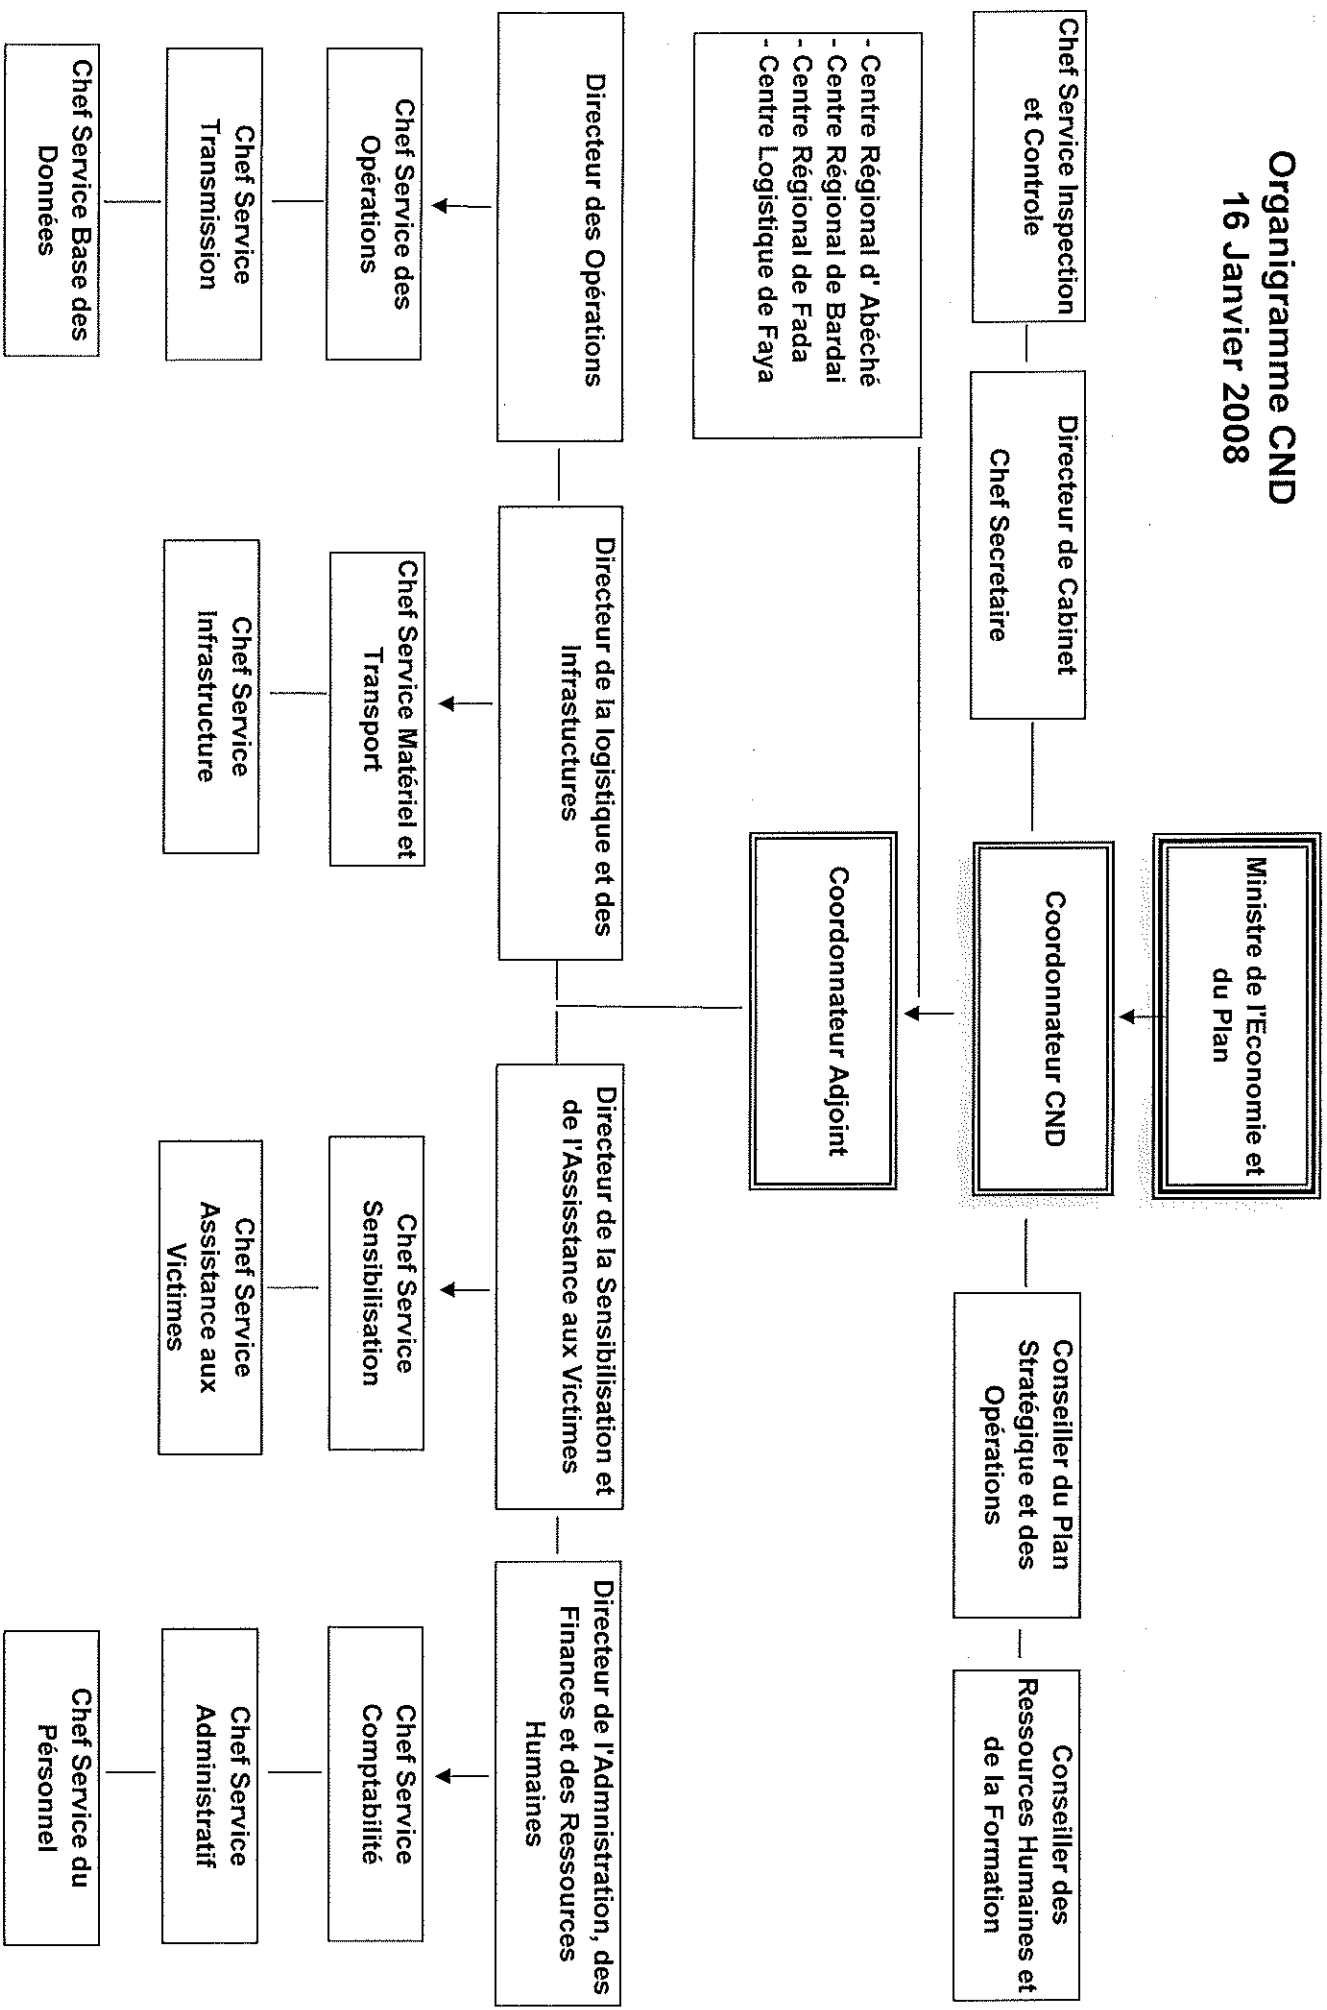 Organigramme CND
16 Janvier 2008
Ministre de l'Economie et
du Plan
Chef Service Inspection
et Controle
Directeur de Cabinet
Chef Secretaire
Coordonnateur CND
Conseiller du Plan
Stratégique et des
Opérations
Conseiller des
Ressources Humaines et
de la Formation
- Centre Régional d' Abéché
- Centre Régional de Bardai
- Centre Régional de Fada
- Centre Logistique de Faya
Coordonnateur Adjoint
Directeur des Opérations
Directeur de la logistique et des
Infrastuctures
Directeur de la Sensibilisation et
de l'Assisstance aux Victimes
Directeur de l'Admnistration, des
Finances et des Ressources
Humaines
Chef Service des
Opérations
Chef Service Matériel et
Transport
Chef Service
Sensibilisation
Chef Service
Comptabilité
Chef Service
Transmission
Chef Service
Infrastructure
Chef Service
Assistance aux
Victimes
Chef Service
Administratif
Chef Service Base des
Données
Chef Service du
Pérsonnel